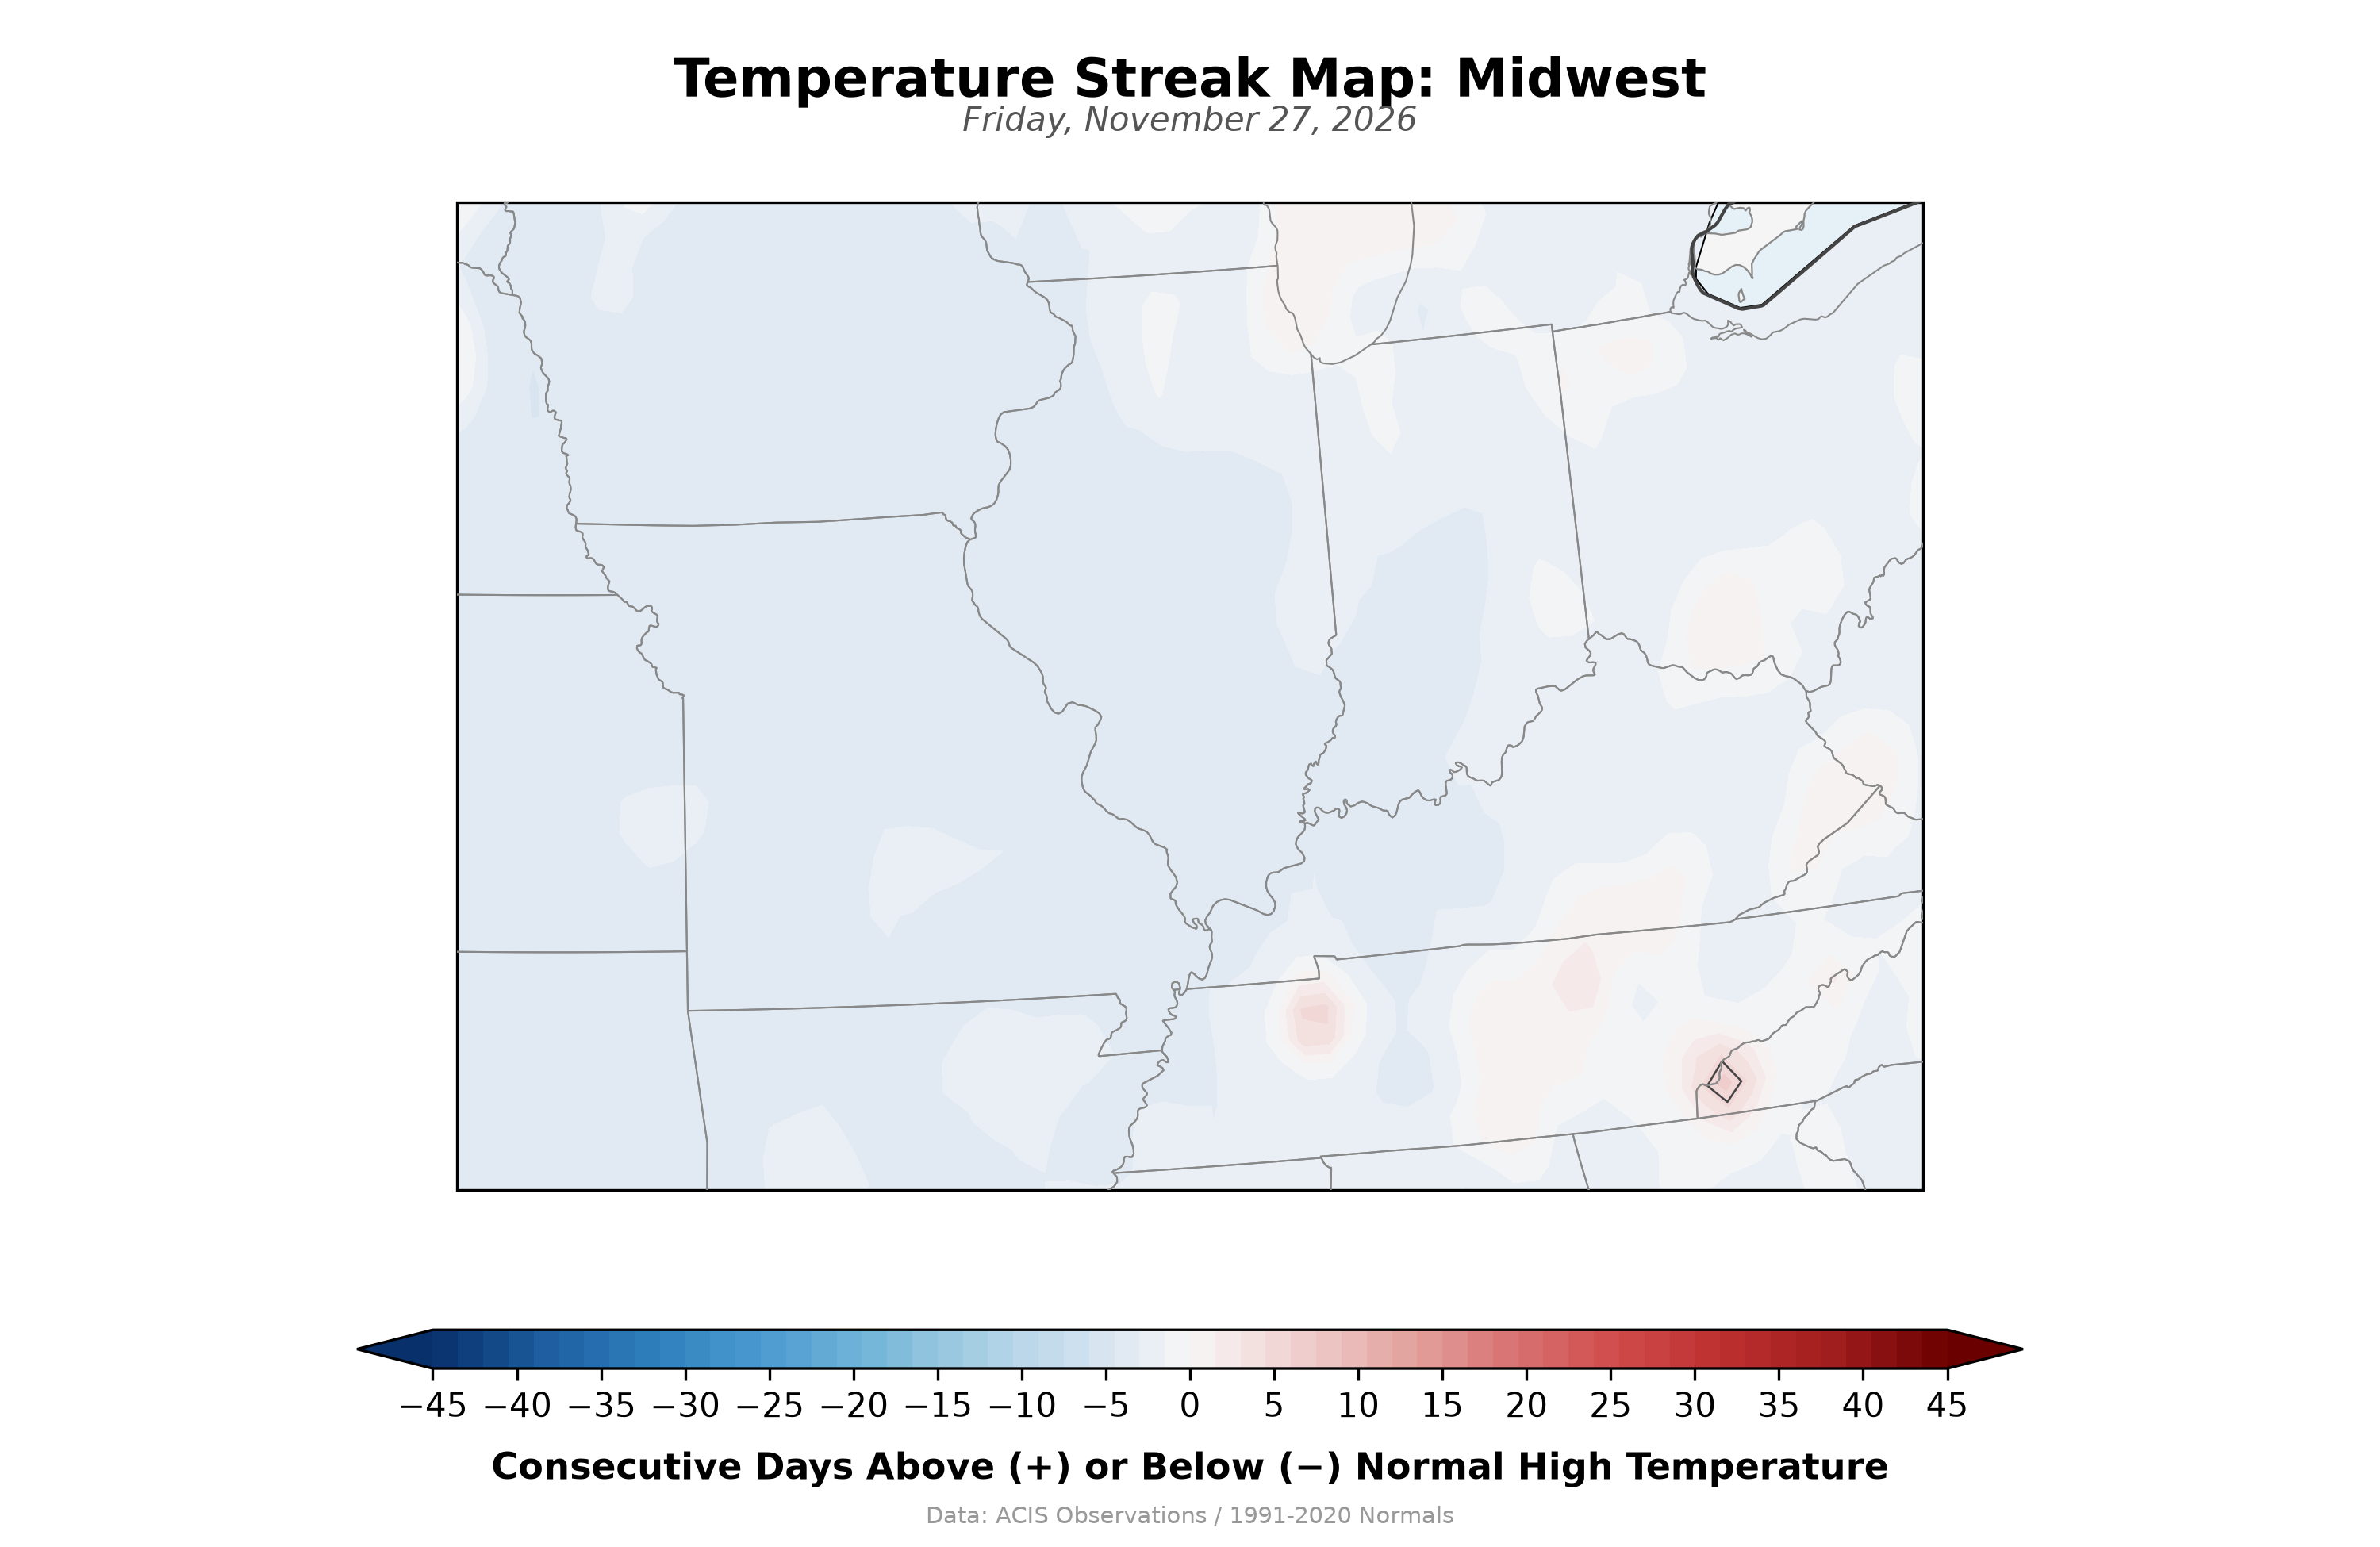 Temperature Streak Map: Midwest
Friday, November 27, 2026
−45 −40 −35 −30 −25 −20 −15 −10 −5 0 5 10 15 20 25 30 35 40 45
Consecutive Days Above (+) or Below (−) Normal High Temperature
Data: ACIS Observations / 1991-2020 Normals